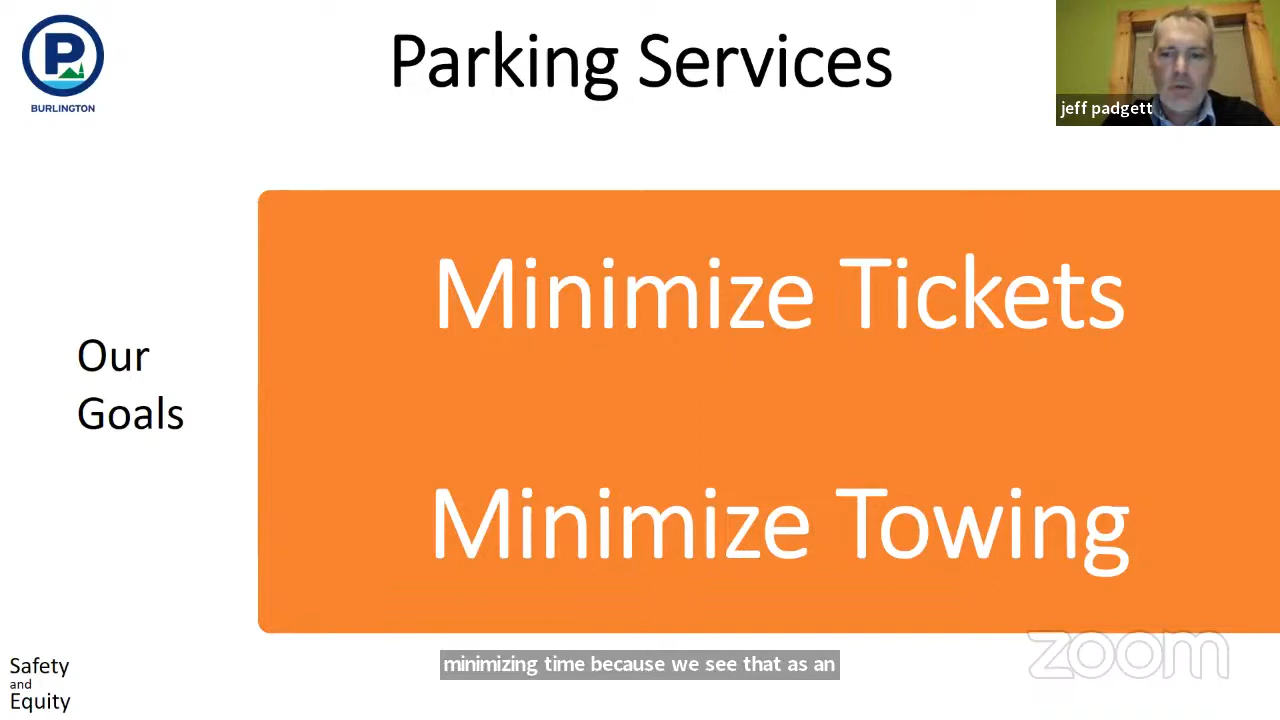 P
BURLINGTON
Parking Services
jeff padgett
Our
Goals
Minimize Tickets
Minimize Towing
Safety
and
Equity
minimizing time because we see that as an
zoom